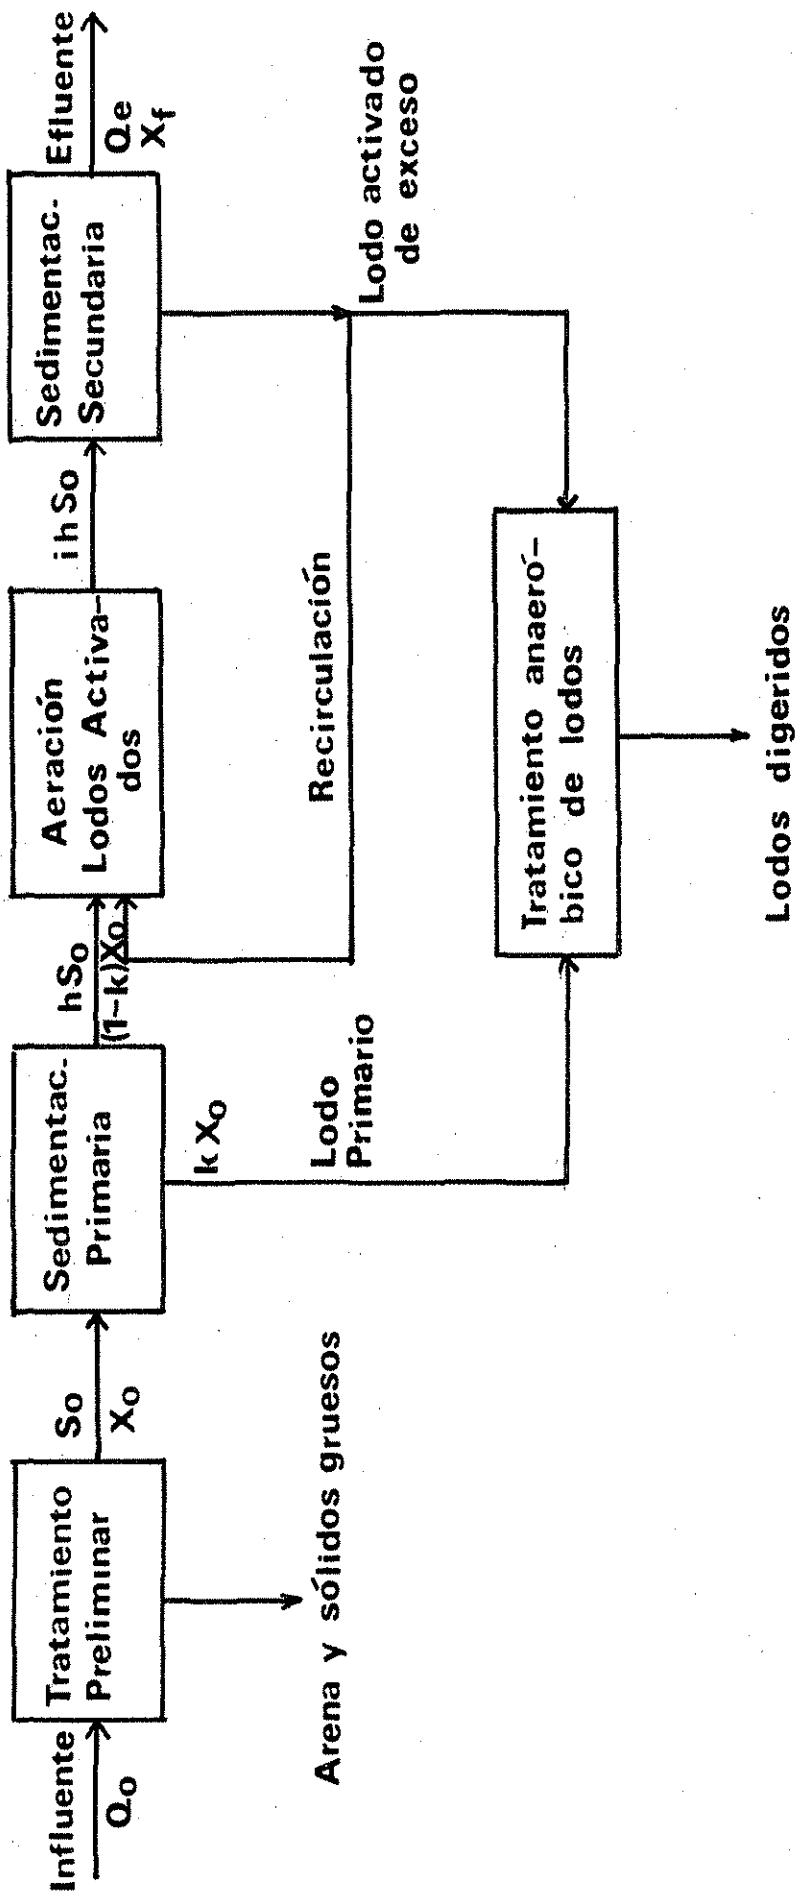 Influente
Qo
Tratamiento
Preliminar
Arena y sólidos gruesos
So
Xo
Sedimentac.
Primaria
k Xo
Lodo
Primario
hSo
(1-k)Xo
Aeración
Lodos Activa-
dos
Recirculación
ihSo
Sedimentac.
Secundaria
Efluente
Qe
Xf
Lodo activado
de exceso
Tratamiento anaeró-
bico de lodos
Lodos digeridos